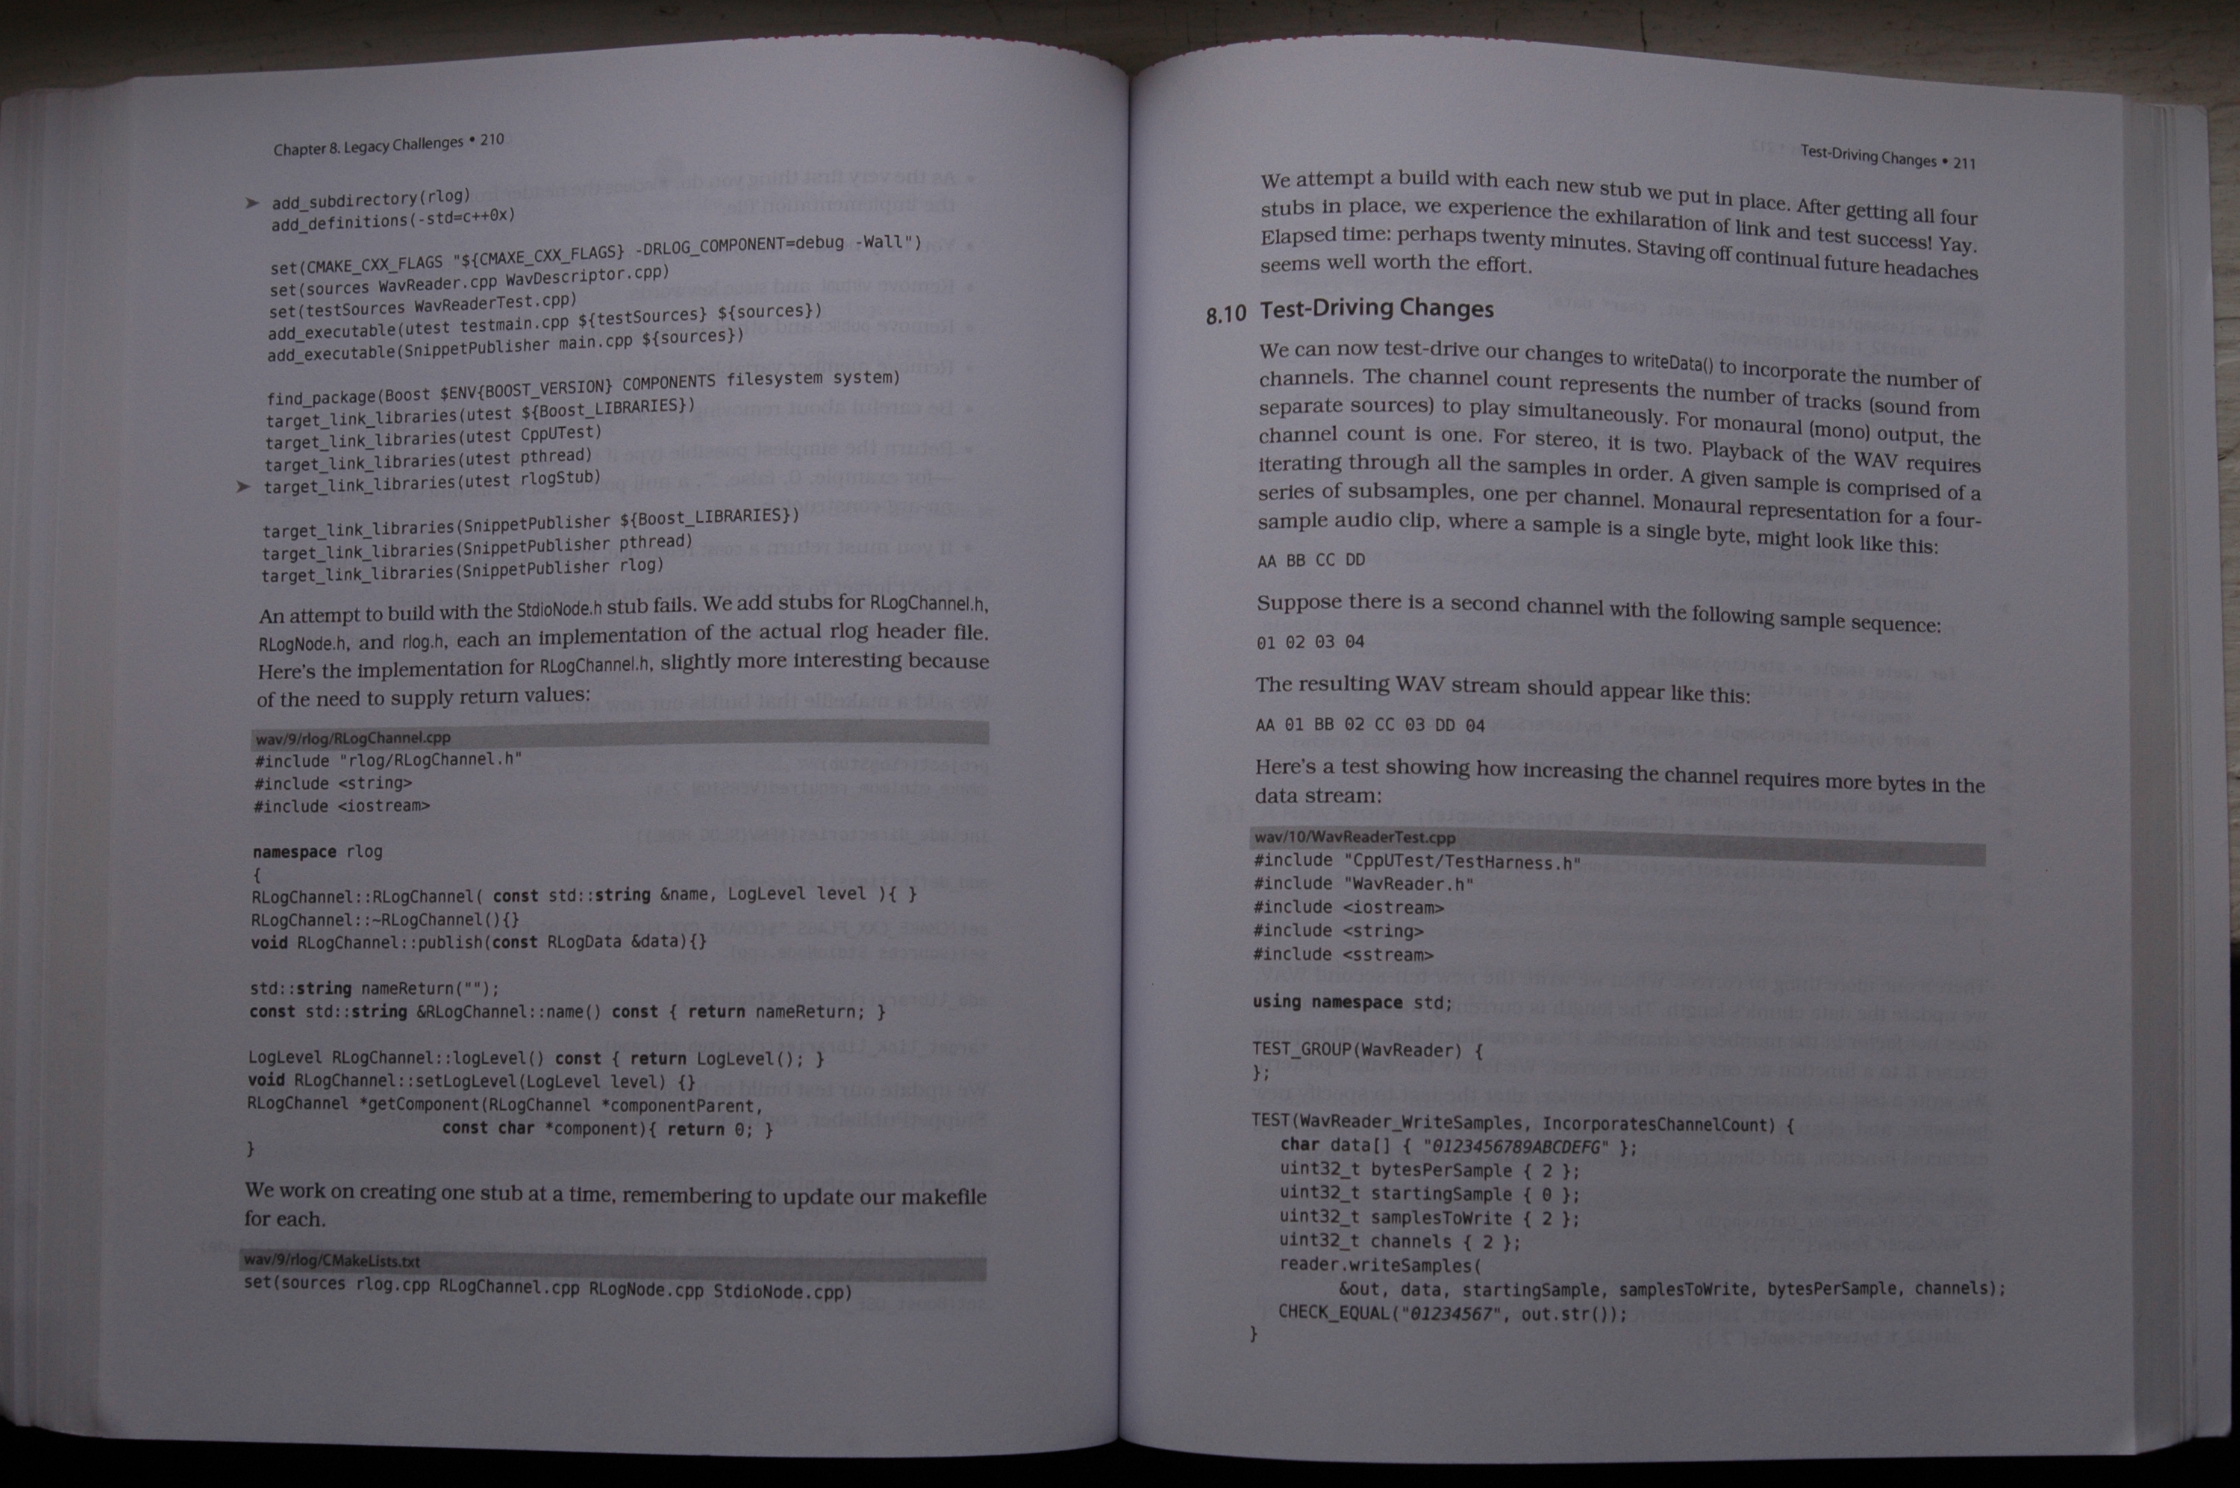 Chapter 8. Legacy Challenges • 210
➤ add_subdirectory(rlog)
add_definitions(-std=c++0x)
set(CMAKE_CXX_FLAGS "${CMAXE_CXX_FLAGS} -DRLOG_COMPONENT=debug -Wall")
set(sources WavReader.cpp WavDescriptor.cpp)
set(testSources WavReaderTest.cpp)
add_executable(utest testmain.cpp ${testSources} ${sources})
add_executable(SnippetPublisher main.cpp ${sources})
find_package(Boost $ENV{BOOST_VERSION} COMPONENTS filesystem system)
target_link_libraries(utest ${Boost_LIBRARIES})
target_link_libraries(utest CppUTest)
target_link_libraries(utest pthread)
➤ target_link_libraries(utest rlogStub)
target_link_libraries(SnippetPublisher ${Boost_LIBRARIES})
target_link_libraries(SnippetPublisher pthread)
target_link_libraries(SnippetPublisher rlog)
An attempt to build with the StdioNode.h stub fails. We add stubs for RLogChannel.h,
RLogNode.h, and rlog.h, each an implementation of the actual rlog header file.
Here's the implementation for RLogChannel.h, slightly more interesting because
of the need to supply return values:
wav/9/rlog/RLogChannel.cpp
#include "rlog/RLogChannel.h"
#include <string>
#include <iostream>
namespace rlog
{
RLogChannel::RLogChannel( const std::string &name, LogLevel level ){ }
RLogChannel::~RLogChannel(){}
void RLogChannel::publish(const RLogData &data){}
std::string nameReturn("");
const std::string &RLogChannel::name() const { return nameReturn; }
LogLevel RLogChannel::logLevel() const { return LogLevel(); }
void RLogChannel::setLogLevel(LogLevel level) {}
RLogChannel *getComponent(RLogChannel *componentParent,
const char *component){ return 0; }
}
We work on creating one stub at a time, remembering to update our makefile
for each.
wav/9/rlog/CMakeLists.txt
set(sources rlog.cpp RLogChannel.cpp RLogNode.cpp StdioNode.cpp)
Test-Driving Changes • 211
We attempt a build with each new stub we put in place. After getting all four
stubs in place, we experience the exhilaration of link and test success! Yay.
Elapsed time: perhaps twenty minutes. Staving off continual future headaches
seems well worth the effort.
8.10 Test-Driving Changes
We can now test-drive our changes to writeData() to incorporate the number of
channels. The channel count represents the number of tracks (sound from
separate sources) to play simultaneously. For monaural (mono) output, the
channel count is one. For stereo, it is two. Playback of the WAV requires
iterating through all the samples in order. A given sample is comprised of a
series of subsamples, one per channel. Monaural representation for a four-
sample audio clip, where a sample is a single byte, might look like this:
AA BB CC DD
Suppose there is a second channel with the following sample sequence:
01 02 03 04
The resulting WAV stream should appear like this:
AA 01 BB 02 CC 03 DD 04
Here's a test showing how increasing the channel requires more bytes in the
data stream:
wav/10/WavReaderTest.cpp
#include "CppUTest/TestHarness.h"
#include "WavReader.h"
#include <iostream>
#include <string>
#include <sstream>
using namespace std;
TEST_GROUP(WavReader) {
};
TEST(WavReader_WriteSamples, IncorporatesChannelCount) {
char data[] { "0123456789ABCDEFG" };
uint32_t bytesPerSample { 2 };
uint32_t startingSample { 0 };
uint32_t samplesToWrite { 2 };
uint32_t channels { 2 };
reader.writeSamples(
&out, data, startingSample, samplesToWrite, bytesPerSample, channels);
CHECK_EQUAL("01234567", out.str());
}